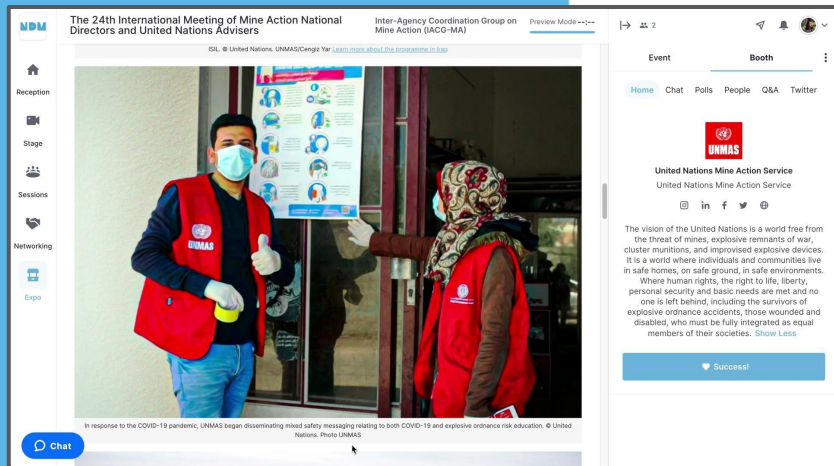 NDM
The 24th International Meeting of Mine Action National
Directors and United Nations Advisers
Inter-Agency Coordination Group on
Mine Action (IACG-MA)
Preview Mode --:--
2
Reception
Stage
Sessions
Networking
Expo
ISIL. © United Nations. UNMAS/Cengiz Yar Learn more about the programme in Iraq
UNMAS
In response to the COVID-19 pandemic, UNMAS began disseminating mixed safety messaging relating to both COVID-19 and explosive ordnance risk education. © United
Nations. Photo UNMAS
Chat
Event
Booth
Home Chat Polls People Q&A Twitter
UNMAS
United Nations Mine Action Service
United Nations Mine Action Service
The vision of the United Nations is a world free from
the threat of mines, explosive remnants of war,
cluster munitions, and improvised explosive devices.
It is a world where individuals and communities live
in safe homes, on safe ground, in safe environments.
Where human rights, the right to life, liberty,
personal security and basic needs are met and no
one is left behind, including the survivors of
explosive ordnance accidents, those wounded and
disabled, who must be fully integrated as equal
members of their societies. Show Less
Success!